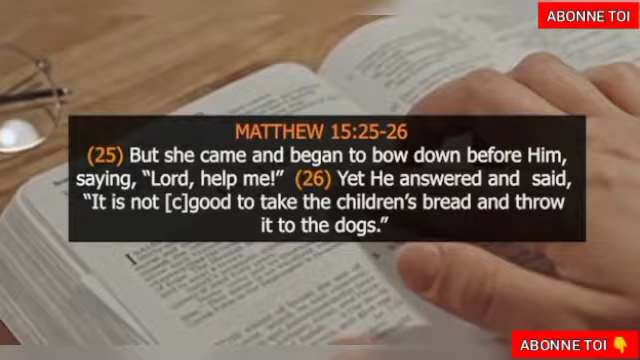 ABONNE TOI
MATTHEW 15:25-26
(25) But she came and began to bow down before Him,
saying, “Lord, help me!” (26) Yet He answered and said,
“It is not [c]good to take the children’s bread and throw
it to the dogs.”
ABONNE TOI 👇